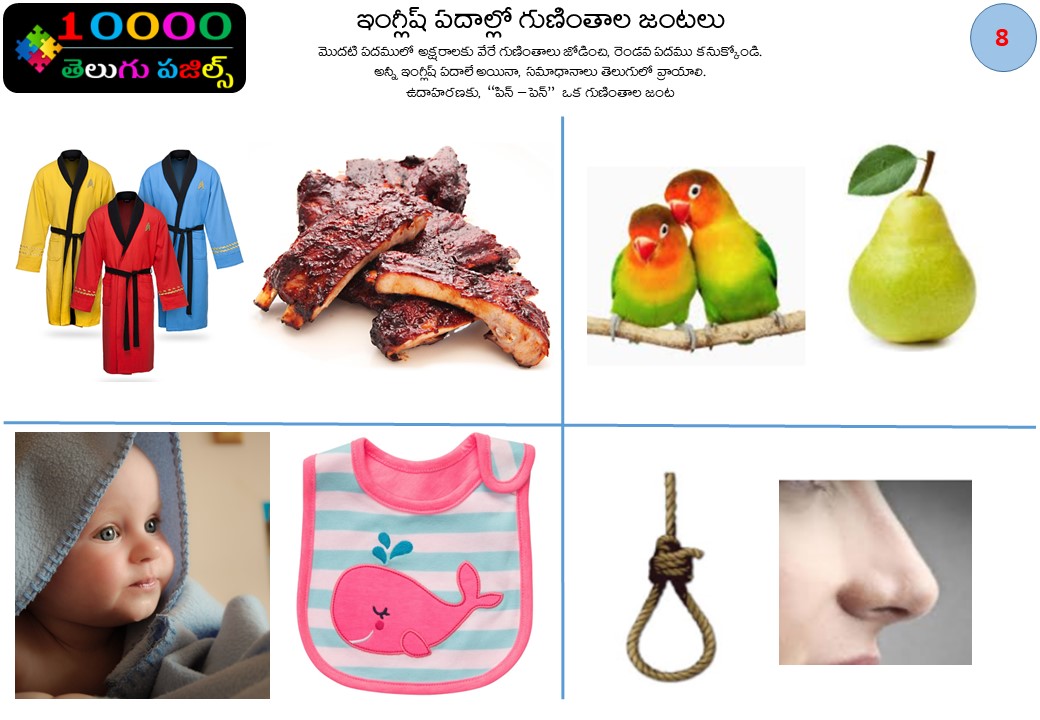 10000
తెలుగు పజిల్స్
ఇంగ్లీష్ పదాల్లో గుణింతాల జంటలు
8
మొదటి పదములో అక్షరాలకు వేరే గుణింతాలు జోడించి, రెండవ పదము కనుక్కోండి.
అన్నీ ఇంగ్లీష్ పదాలే అయినా, సమాధానాలు తెలుగులో వ్రాయాలి.
ఉదాహరణకు, “పిన్ – పెన్” ఒక గుణింతాల జంట